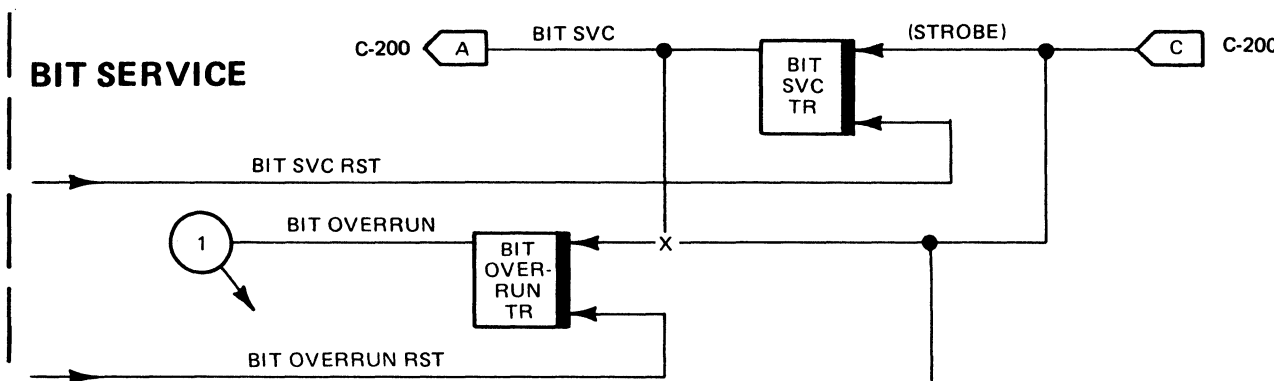 C-200 A BIT SVC (STROBE) C C-200
BIT SERVICE
BIT
SVC
TR
BIT SVC RST
1 BIT OVERRUN
X
BIT
OVER-
RUN
TR
BIT OVERRUN RST